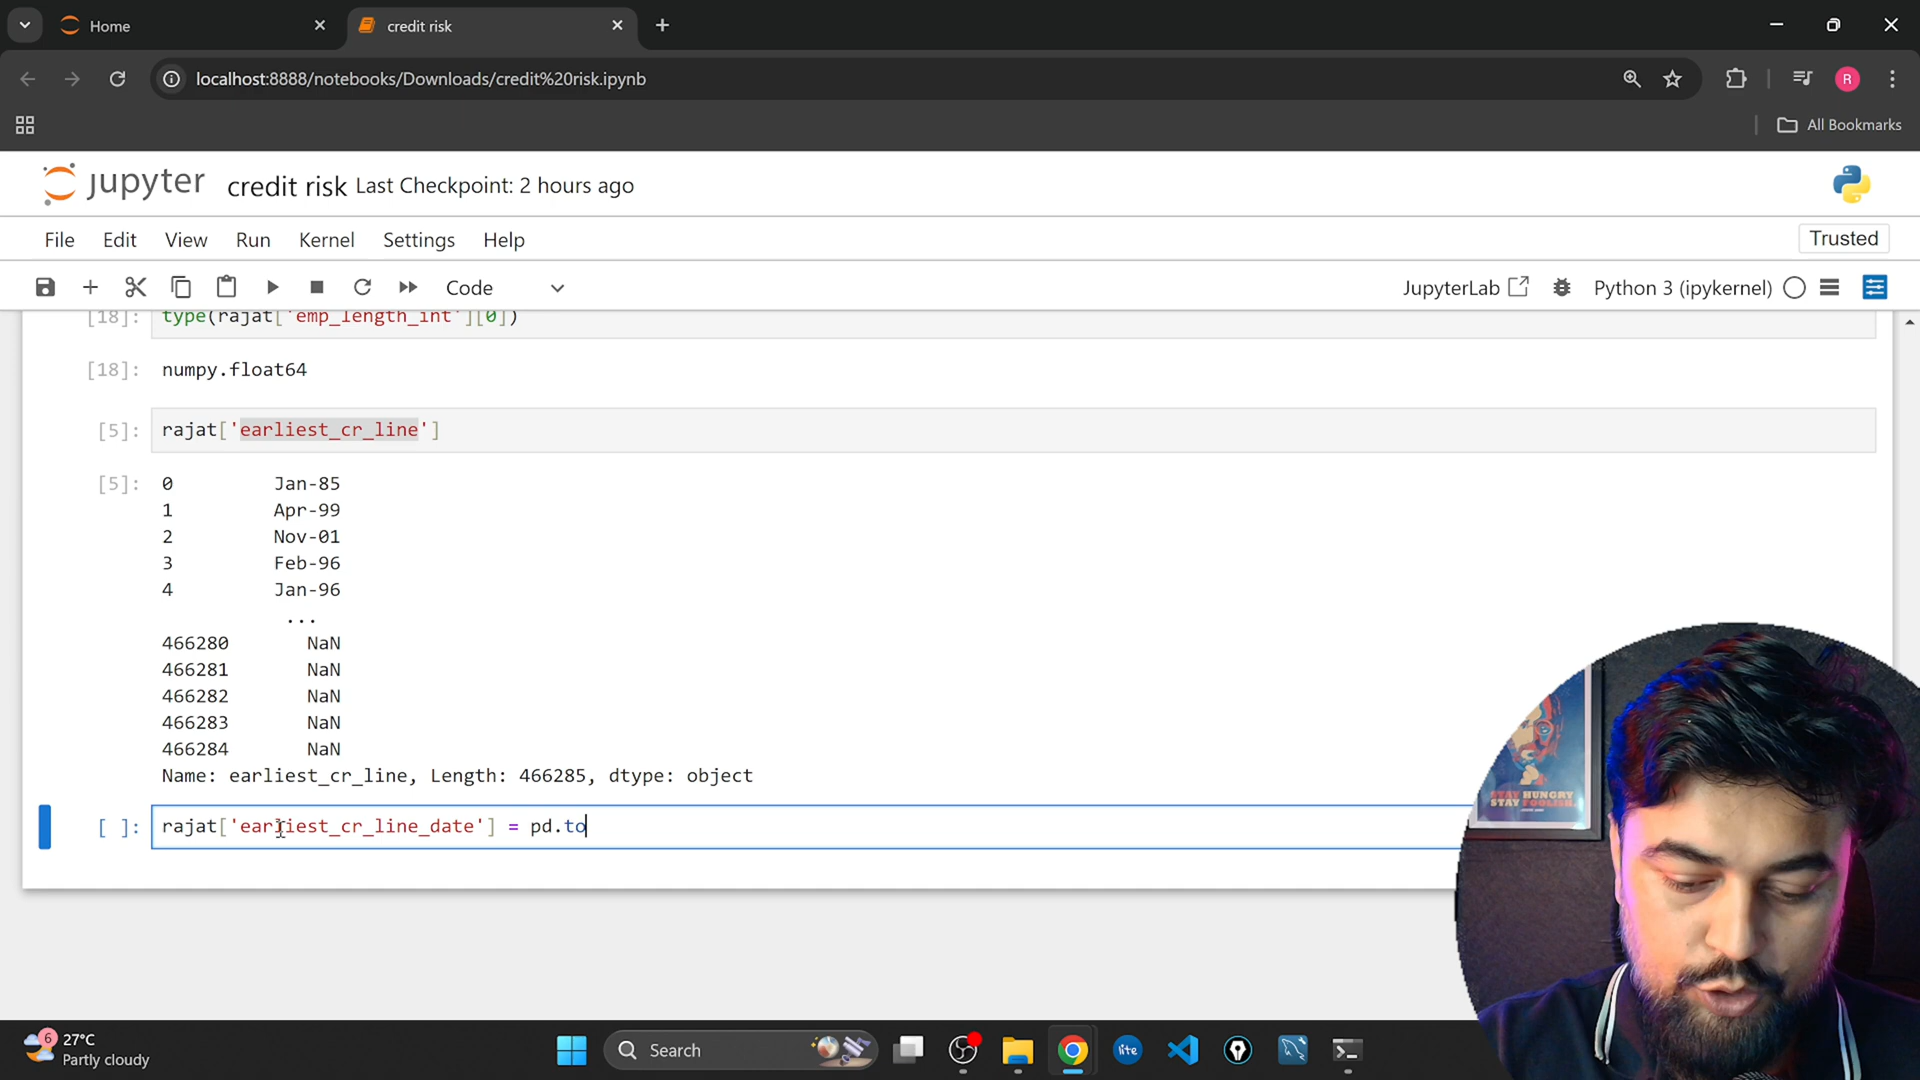 Home
credit risk
localhost:8888/notebooks/Downloads/credit%20risk.ipynb
R
All Bookmarks
jupyter credit risk Last Checkpoint: 2 hours ago
File Edit View Run Kernel Settings Help
Trusted
Code
JupyterLab
Python 3 (ipykernel)
[18]: type(rajat['emp_length_int'][0])
[18]: numpy.float64
[5]: rajat['earliest_cr_line']
[5]: 0 Jan-85
1 Apr-99
2 Nov-01
3 Feb-96
4 Jan-96
...
466280 NaN
466281 NaN
466282 NaN
466283 NaN
466284 NaN
Name: earliest_cr_line, Length: 466285, dtype: object
[ ]: rajat['earliest_cr_line_date'] = pd.to
STAY HUNGRY
STAY FOOLISH
6
27°C
Partly cloudy
Search
lite